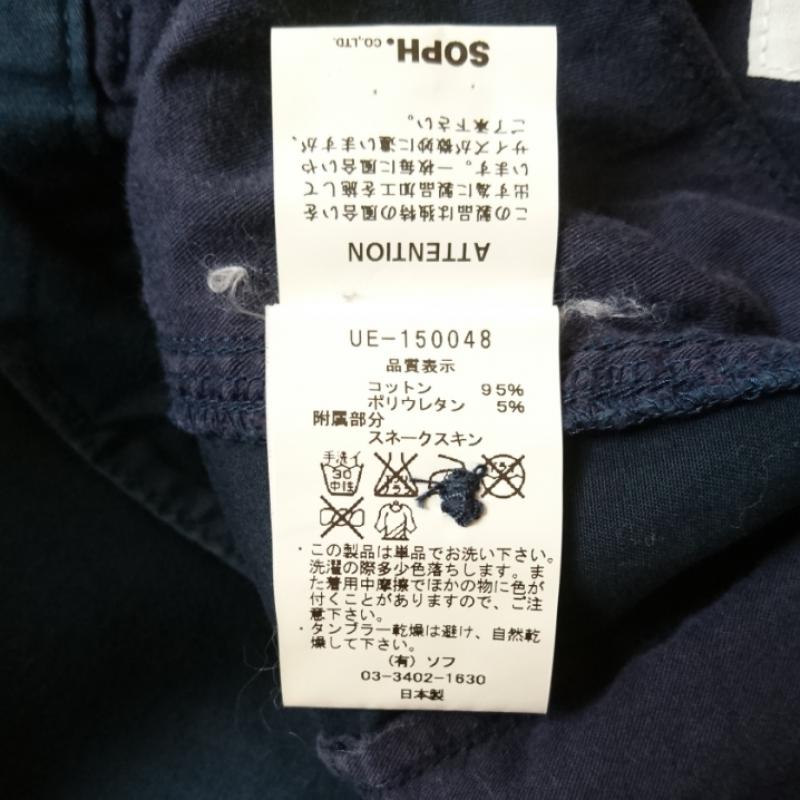 SOPH.
CO.,LTD.
ATTENTION
この製品は独特の風合いを
出す為に製品加工を施して
います。一枚毎に風合いや
サイズが微妙に違いますが、
ご了承下さい。
UE-150048
品質表示
コットン 95%
ポリウレタン 5%
附属部分
スネークスキン
手洗イ
30
中性
・この製品は単品でお洗い下さい。
洗濯の際多少色落ちします。ま
た着用中摩擦でほかの物に色が
付くことがありますので、ご注
意下さい。
・タンブラー乾燥は避け、自然乾
燥して下さい。
(有)ソフ
03-3402-1630
日本製